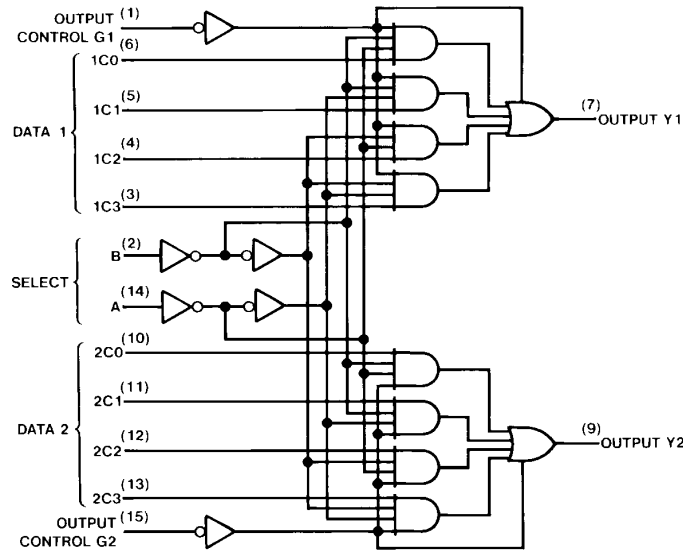 OUTPUT (1)
CONTROL G1
(6)
1C0
(5)
1C1
DATA 1
(4)
1C2
(3)
1C3
(7)
OUTPUT Y1
(2)
B
SELECT
(14)
A
(10)
2C0
(11)
2C1
DATA 2
(12)
2C2
(13)
2C3
OUTPUT (15)
CONTROL G2
(9)
OUTPUT Y2